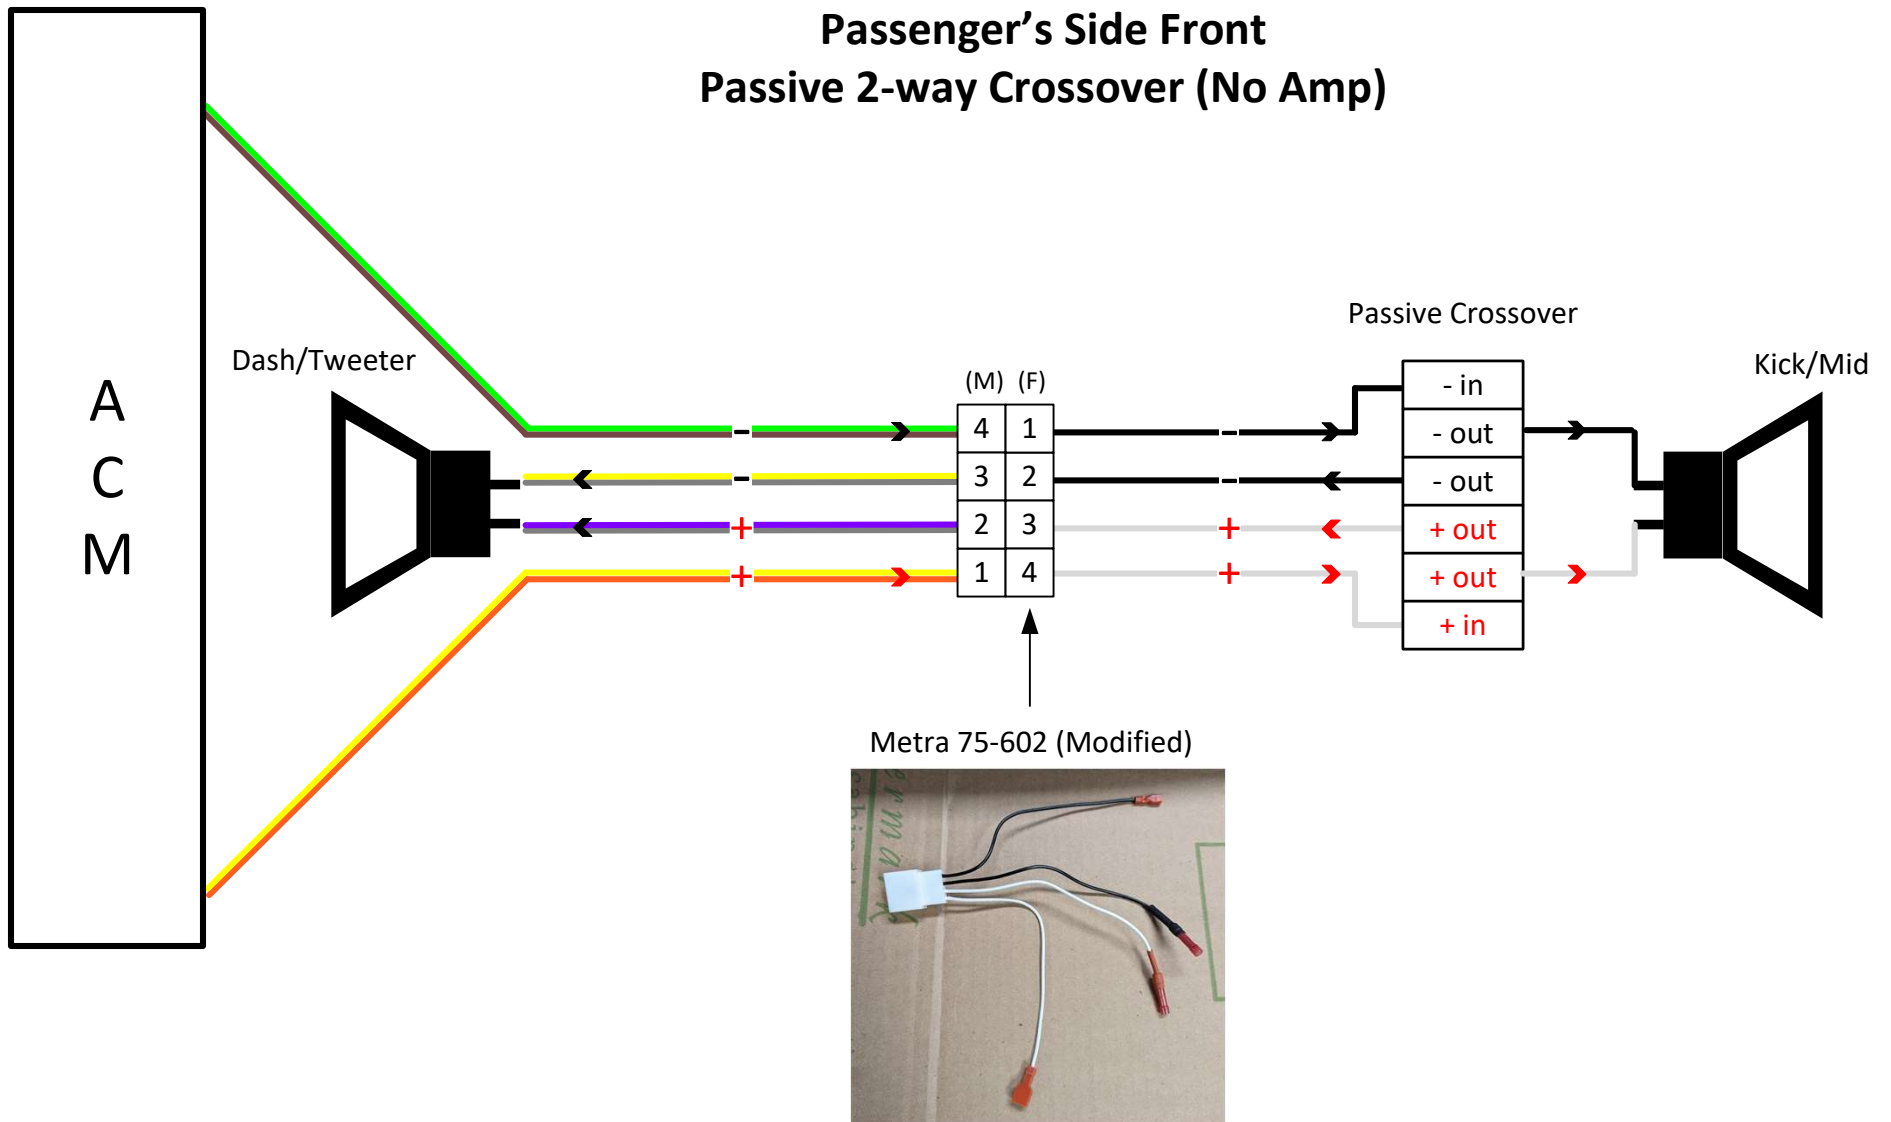 Passenger’s Side Front
Passive 2-way Crossover (No Amp)
A
C
M
Dash/Tweeter
Passive Crossover
Kick/Mid
(M) (F)
4 1
3 2
2 3
1 4
-
-
+
+
-
-
+
+
- in
- out
- out
+ out
+ out
+ in
Metra 75-602 (Modified)